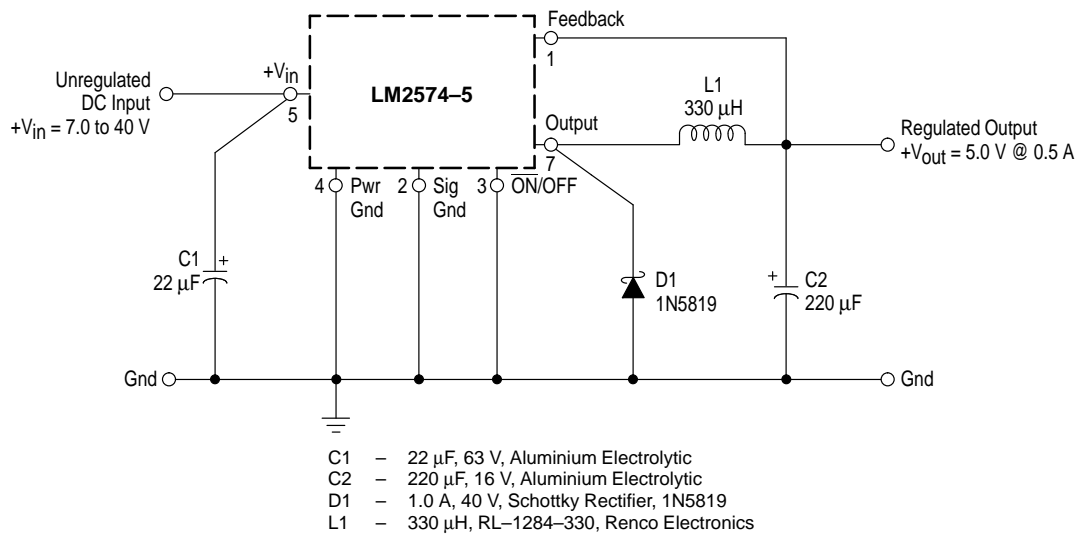 Feedback
1
Unregulated
DC Input
+Vin = 7.0 to 40 V
+Vin
5
LM2574–5
L1
330 μH
Output
7
Regulated Output
+Vout = 5.0 V @ 0.5 A
4 Pwr
Gnd
2 Sig
Gnd
3 ON/OFF
C1
22 μF
+
D1
1N5819
+
C2
220 μF
Gnd
Gnd
C1 – 22 μF, 63 V, Aluminium Electrolytic
C2 – 220 μF, 16 V, Aluminium Electrolytic
D1 – 1.0 A, 40 V, Schottky Rectifier, 1N5819
L1 – 330 μH, RL–1284–330, Renco Electronics